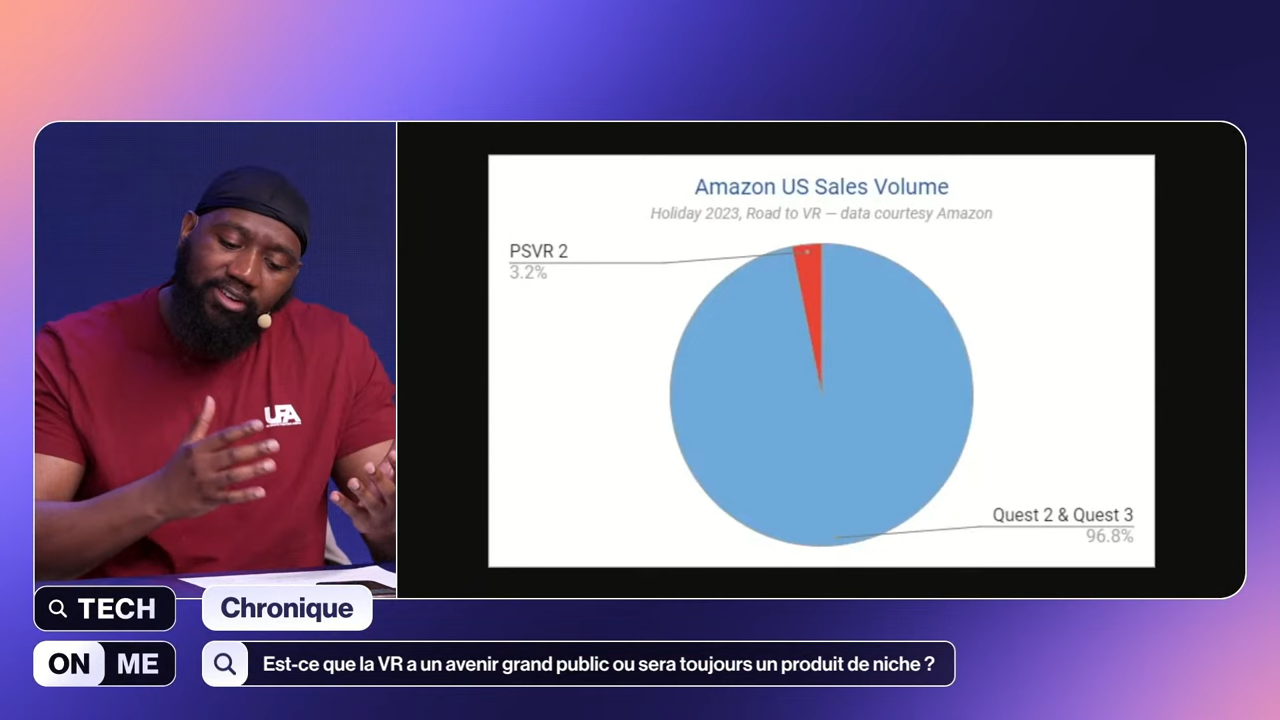 Amazon US Sales Volume
Holiday 2023, Road to VR — data courtesy Amazon
PSVR 2
3.2%
Quest 2 & Quest 3
96.8%
UFA
TECH
Chronique
ON ME
Est-ce que la VR a un avenir grand public ou sera toujours un produit de niche ?